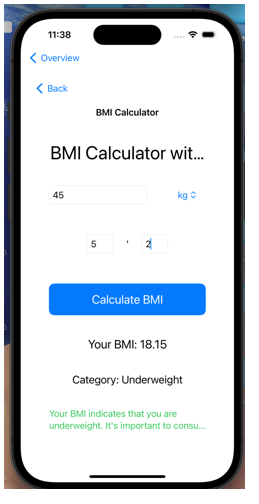 11:38
Overview
Back
BMI Calculator
BMI Calculator wit...
45
kg
5 ' 2
Calculate BMI
Your BMI: 18.15
Category: Underweight
Your BMI indicates that you are
underweight. It's important to consu...